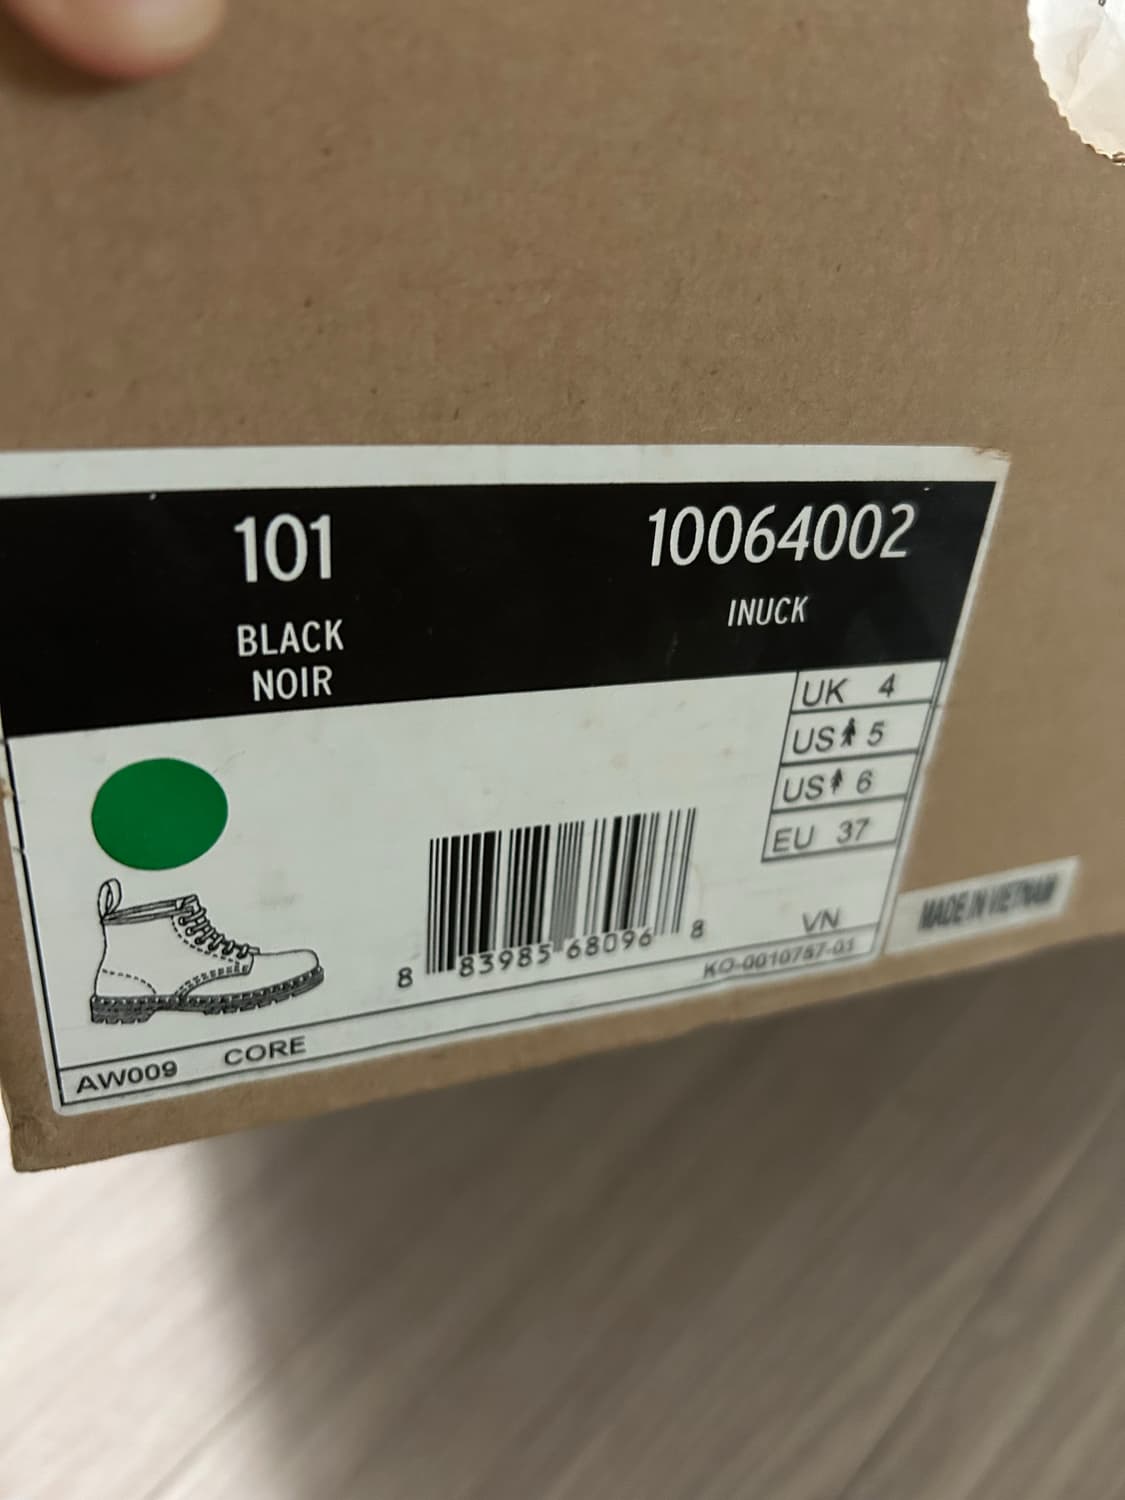 101
10064002
BLACK
NOIR
INUCK
UK 4
US 5
US 6
EU 37
8 83985 68096 8
VN
KO-0010757-01
MADE IN VIETNAM
AW009 CORE